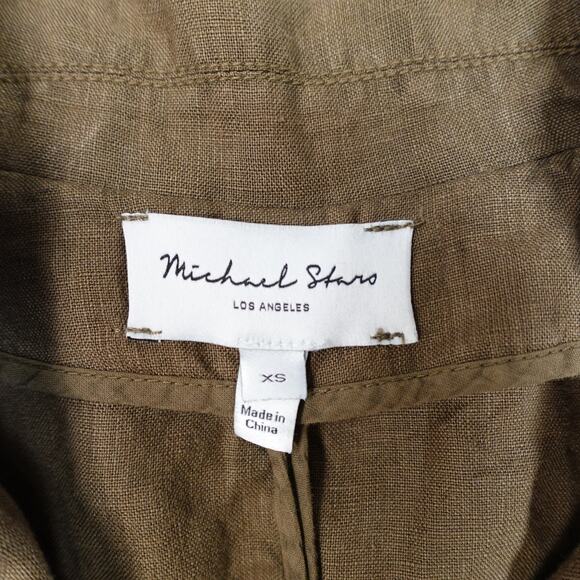 Michael Stars
LOS ANGELES
XS
Made in
China